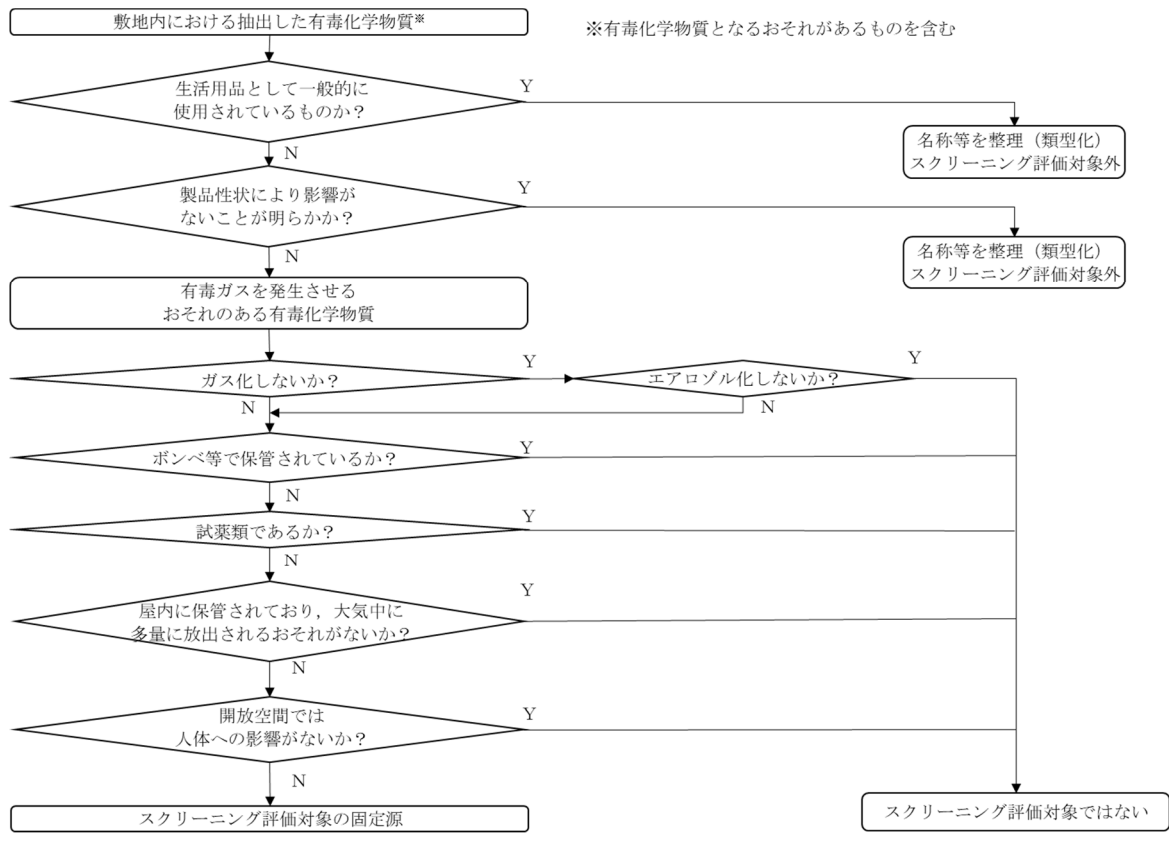 敷地内における抽出した有毒化学物質※
※有毒化学物質となるおそれがあるものを含む
生活用品として一般的に
使用されているものか？
Y
N
名称等を整理（類型化）
スクリーニング評価対象外
製品性状により影響が
ないことが明らかか？
Y
N
名称等を整理（類型化）
スクリーニング評価対象外
有毒ガスを発生させる
おそれのある有毒化学物質
ガス化しないか？
Y
N
エアロゾル化しないか？
Y
N
ボンベ等で保管されているか？
Y
N
試薬類であるか？
Y
N
屋内に保管されており，大気中に
多量に放出されるおそれがないか？
Y
N
開放空間では
人体への影響がないか？
Y
N
スクリーニング評価対象の固定源
スクリーニング評価対象ではない